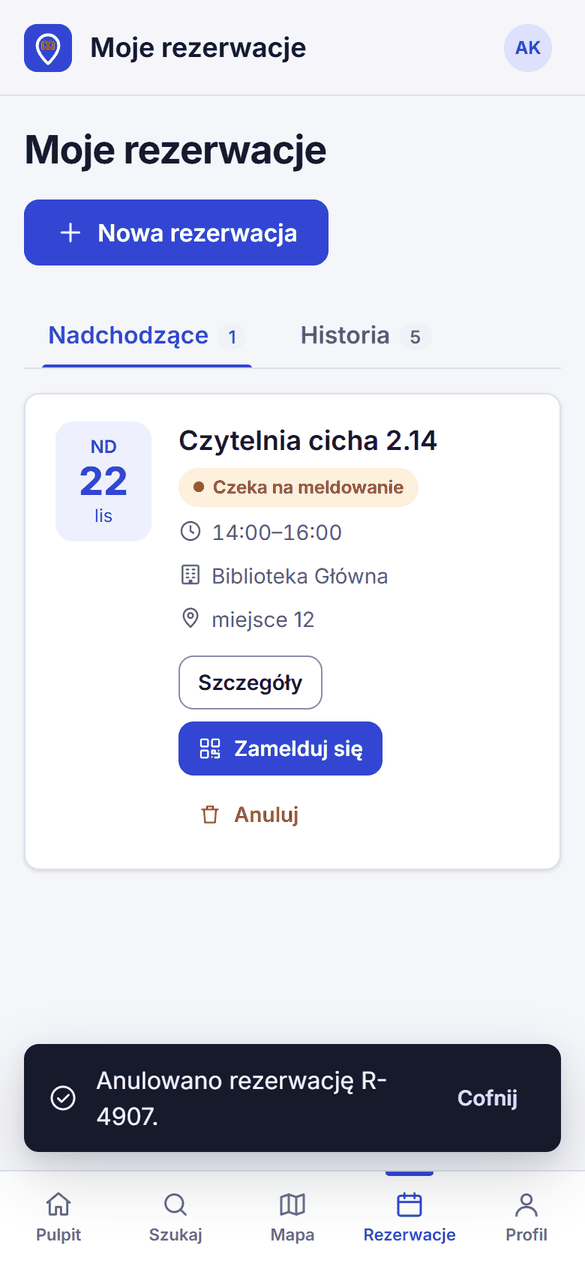 Moje rezerwacje
AK
Moje rezerwacje
Nowa rezerwacja
Nadchodzące 1
Historia 5
ND
22
lis
Czytelnia cicha 2.14
Czeka na meldowanie
14:00–16:00
Biblioteka Główna
miejsce 12
Szczegóły
Zamelduj się
Anuluj
Anulowano rezerwację R-
4907.
Cofnij
Pulpit
Szukaj
Mapa
Rezerwacje
Profil